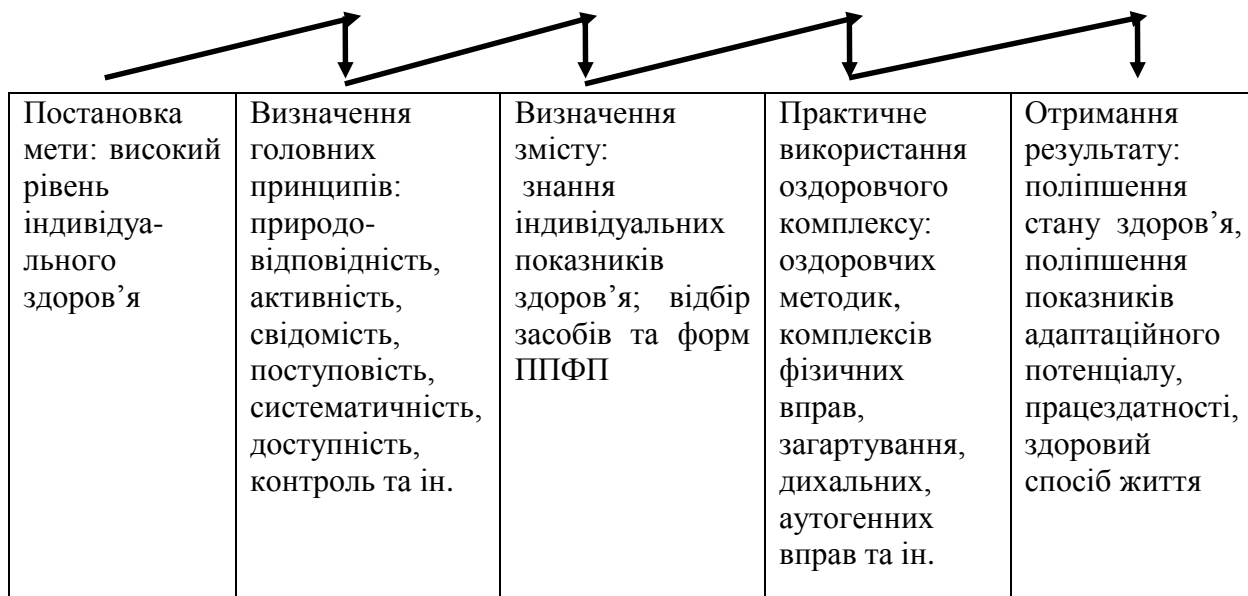 Постановка
мети: високий
рівень
індивідуа-
льного
здоров’я
Визначення
головних
принципів:
природо-
відповідність,
активність,
свідомість,
поступовість,
систематичність,
доступність,
контроль та ін.
Визначення
змісту:
знання
індивідуальних
показників
здоров’я; відбір
засобів та форм
ППФП
Практичне
використання
оздоровчого
комплексу:
оздоровчих
методик,
комплексів
фізичних
вправ,
загартування,
дихальних,
аутогенних
вправ та ін.
Отримання
результату:
поліпшення
стану здоров’я,
поліпшення
показників
адаптаційного
потенціалу,
працездатності,
здоровий
спосіб життя